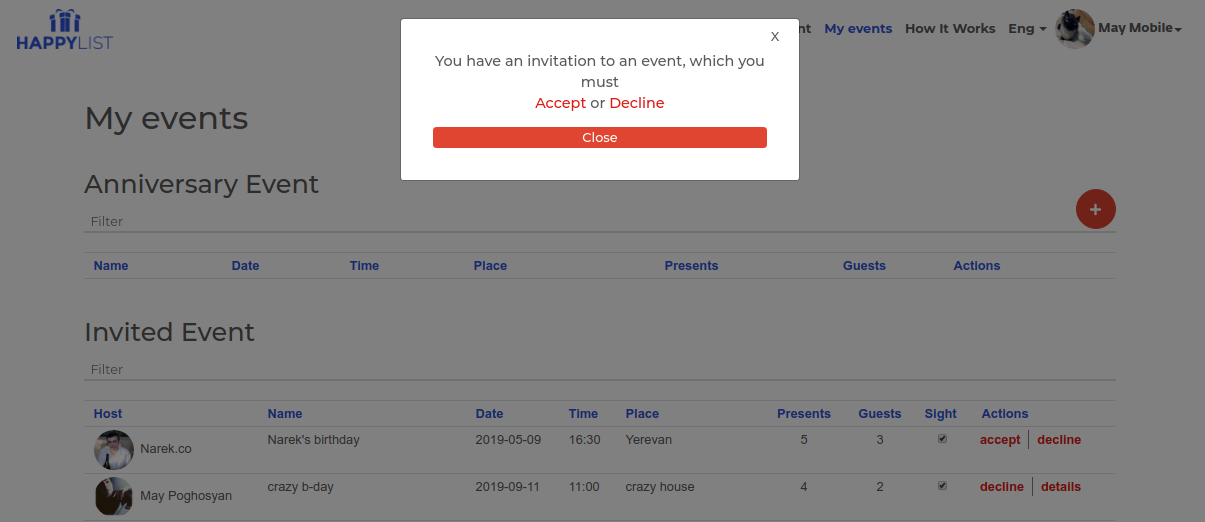 HAPPYLIST
nt My events How It Works Eng May Mobile
X
You have an invitation to an event, which you
must
Accept or Decline
Close
My events
Anniversary Event
Filter
+
Name Date Time Place Presents Guests Actions
Invited Event
Filter
Host Name Date Time Place Presents Guests Sight Actions
Narek.co Narek's birthday 2019-05-09 16:30 Yerevan 5 3 accept decline
May Poghosyan crazy b-day 2019-09-11 11:00 crazy house 4 2 decline details